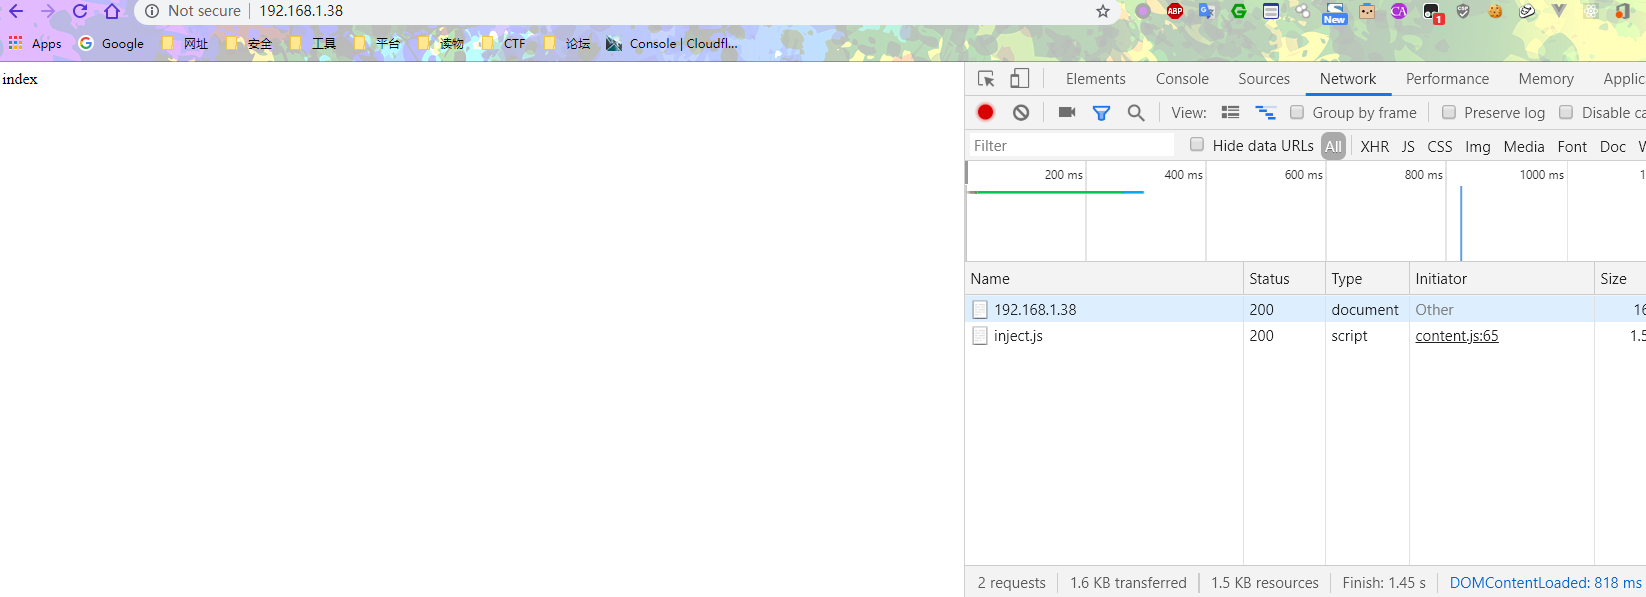 Not secure 192.168.1.38
ABP New CA 1 CSP
Apps Google 网址 安全 工具 平台 读物 CTF 论坛 Console | Cloudfl...
index
Elements Console Sources Network Performance Memory Applic
View: Group by frame Preserve log Disable ca
Filter Hide data URLs All XHR JS CSS Img Media Font Doc W
200 ms 400 ms 600 ms 800 ms 1000 ms 1
Name Status Type Initiator Size
192.168.1.38 200 document Other 16
inject.js 200 script content.js:65 1.5
2 requests 1.6 KB transferred 1.5 KB resources Finish: 1.45 s DOMContentLoaded: 818 ms